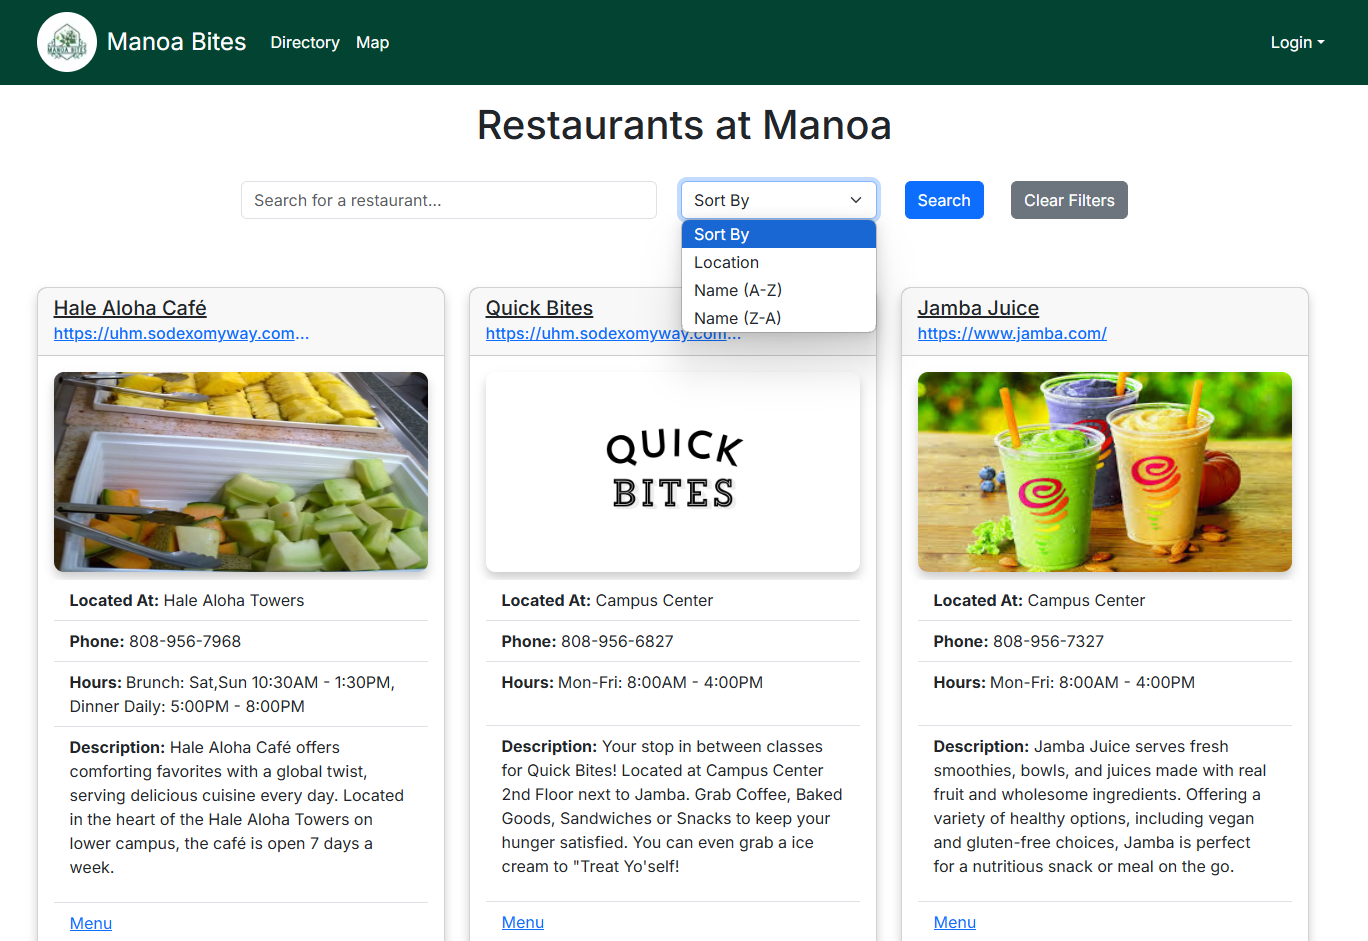 MANOA BITES
Manoa Bites
Directory
Map
Login
Restaurants at Manoa
Search for a restaurant...
Sort By
Search
Clear Filters
Sort By
Location
Name (A-Z)
Name (Z-A)
Hale Aloha Café
https://uhm.sodexomyway.com...
Located At: Hale Aloha Towers
Phone: 808-956-7968
Hours: Brunch: Sat,Sun 10:30AM - 1:30PM,
Dinner Daily: 5:00PM - 8:00PM
Description: Hale Aloha Café offers
comforting favorites with a global twist,
serving delicious cuisine every day. Located
in the heart of the Hale Aloha Towers on
lower campus, the café is open 7 days a
week.
Menu
Quick Bites
https://uhm.sodexomyway.com...
QUICK
BITES
Located At: Campus Center
Phone: 808-956-6827
Hours: Mon-Fri: 8:00AM - 4:00PM
Description: Your stop in between classes
for Quick Bites! Located at Campus Center
2nd Floor next to Jamba. Grab Coffee, Baked
Goods, Sandwiches or Snacks to keep your
hunger satisfied. You can even grab a ice
cream to "Treat Yo'self!
Menu
Jamba Juice
https://www.jamba.com/
Located At: Campus Center
Phone: 808-956-7327
Hours: Mon-Fri: 8:00AM - 4:00PM
Description: Jamba Juice serves fresh
smoothies, bowls, and juices made with real
fruit and wholesome ingredients. Offering a
variety of healthy options, including vegan
and gluten-free choices, Jamba is perfect
for a nutritious snack or meal on the go.
Menu